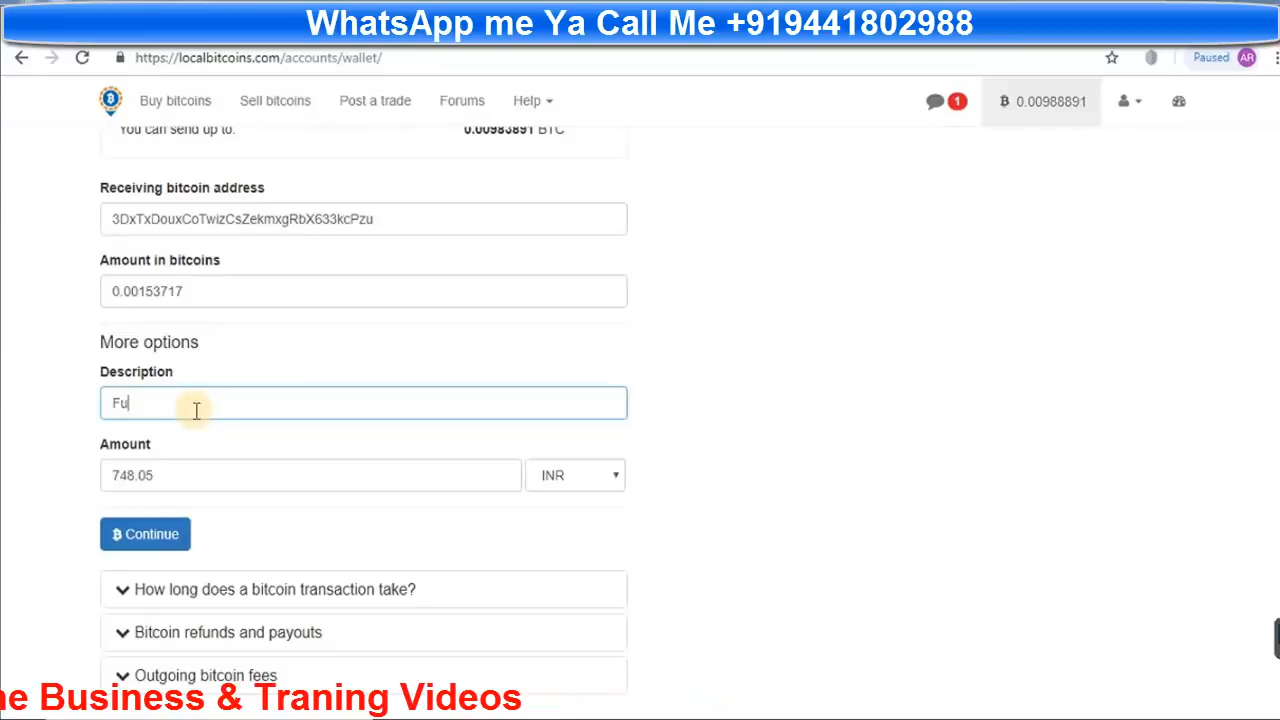 WhatsApp me Ya Call Me +919441802988
https://localbitcoins.com/accounts/wallet/
Paused AR
Buy bitcoins Sell bitcoins Post a trade Forums Help 1 0.00988891
You can send up to: 0.00983891 BTC
Receiving bitcoin address
3DxTxDouxCoTwizCsZekmxgRbX633kcPzu
Amount in bitcoins
0.00153717
More options
Description
Fu
Amount
748.05 INR
Continue
How long does a bitcoin transaction take?
Bitcoin refunds and payouts
Outgoing bitcoin fees
ne Business & Traning Videos